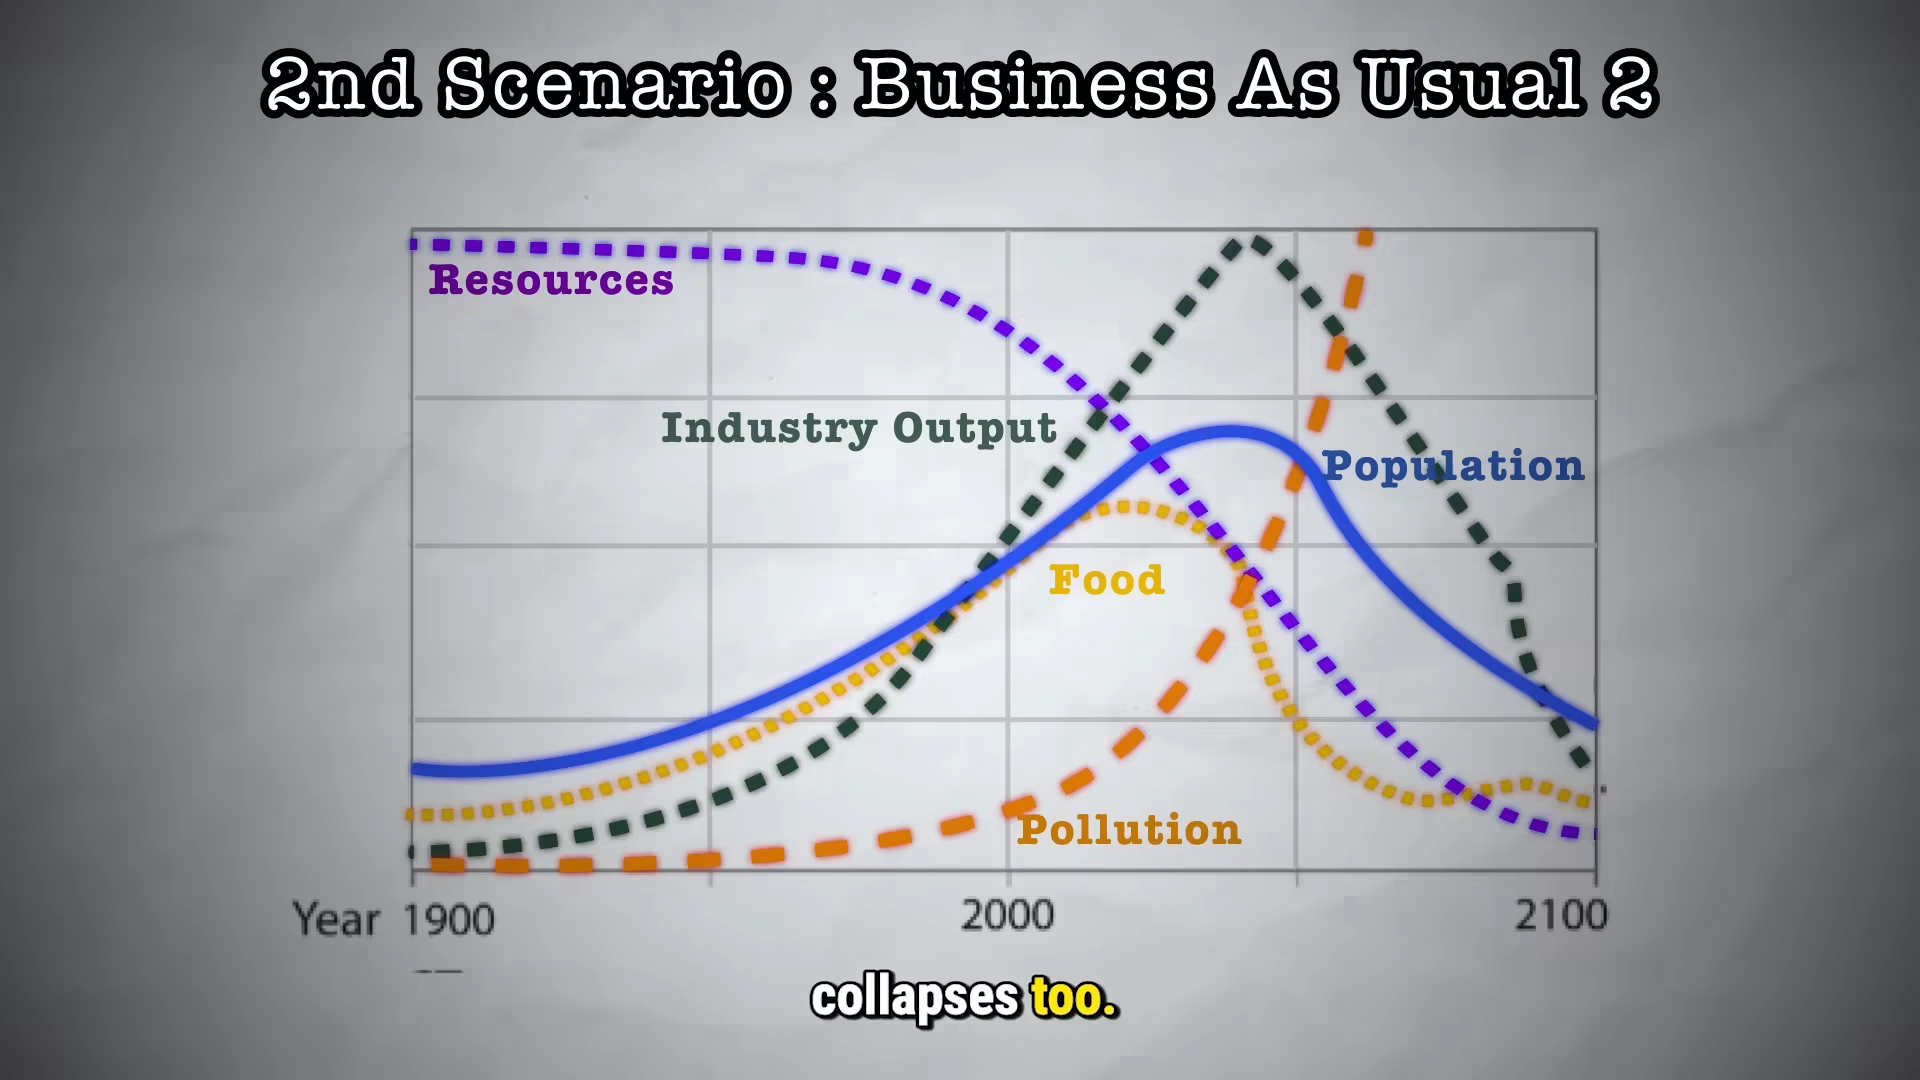 2nd Scenario : Business As Usual 2
Resources
Industry Output
Population
Food
Pollution
Year 1900 2000 2100
collapses too.